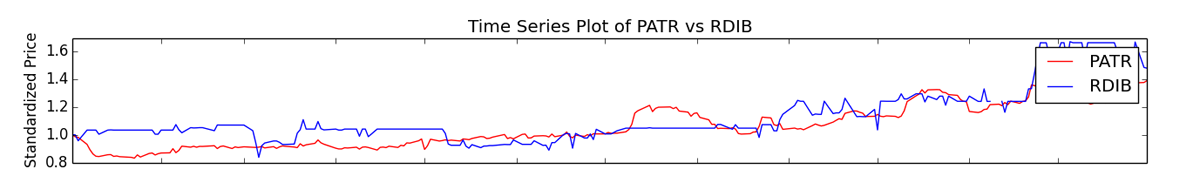 Time Series Plot of PATR vs RDIB
Standardized Price
1.6
1.4
1.2
1.0
0.8
PATR
RDIB